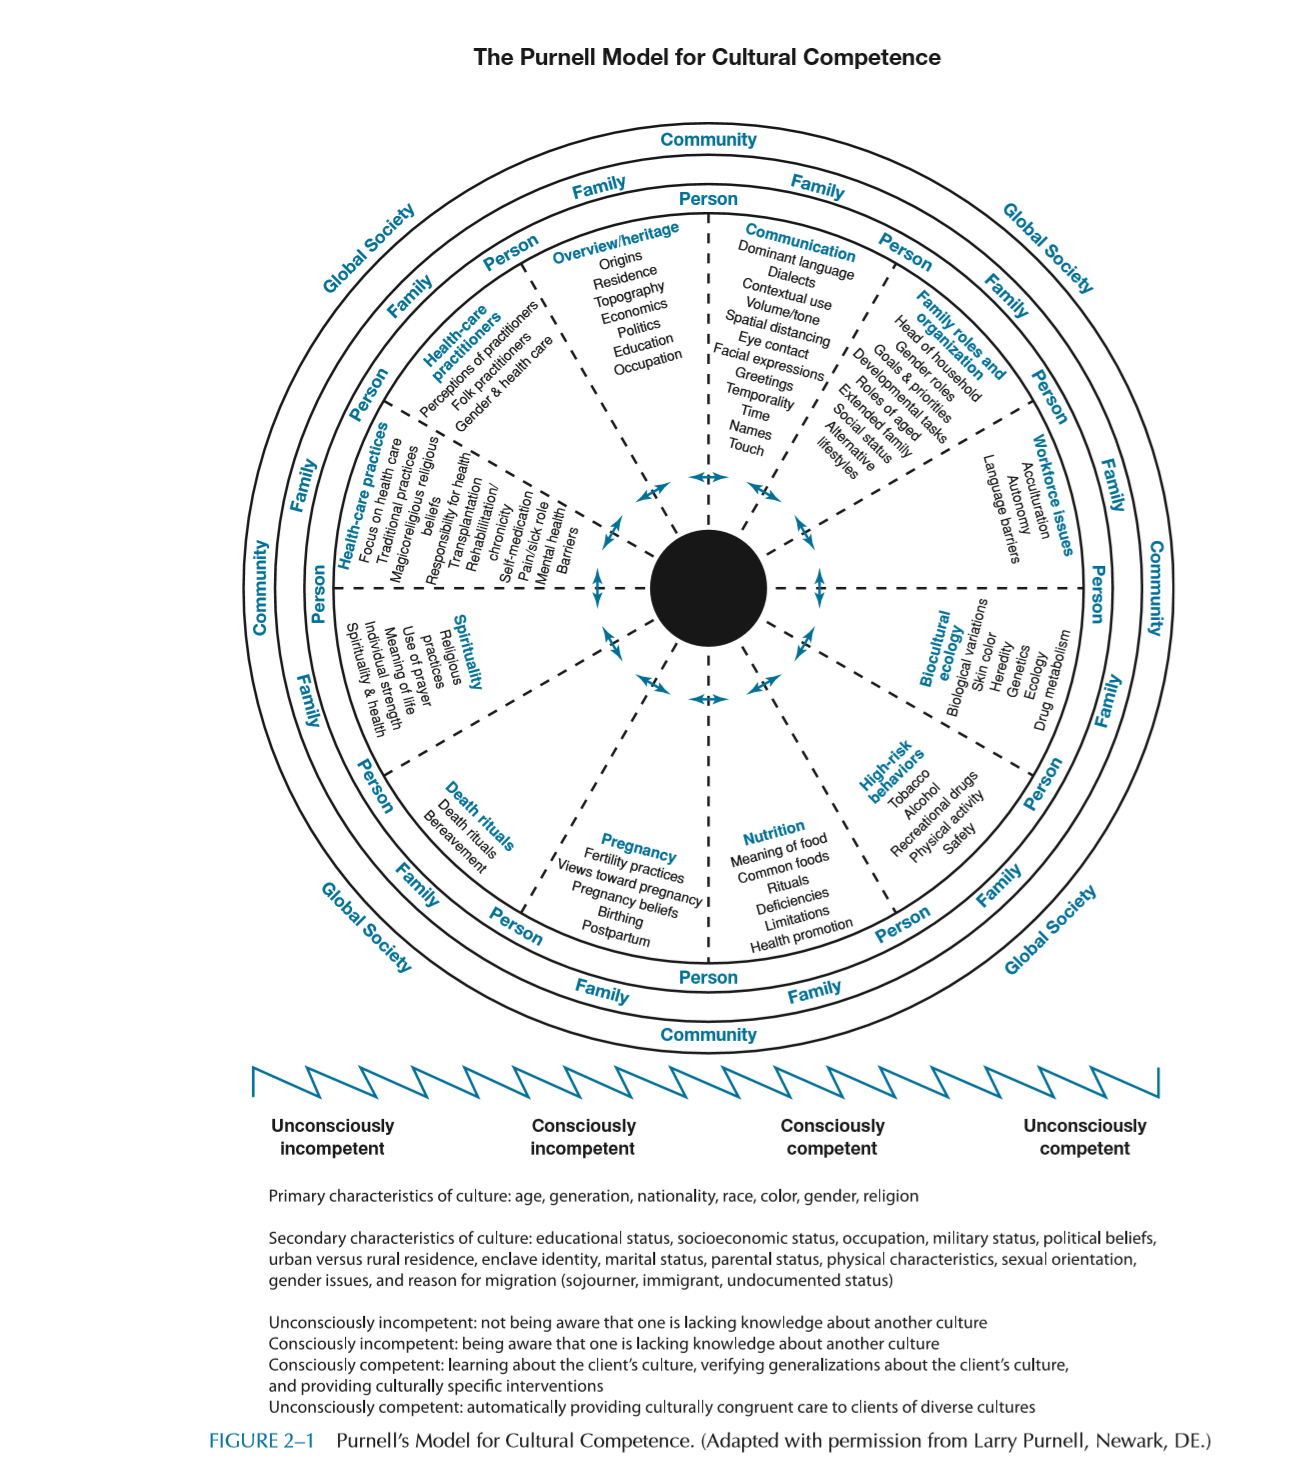 The Purnell Model for Cultural Competence
Community
Family
Family
Person
Global Society
Global Society
Person
Person
Family
Family
Overview/heritage
Origins
Residence
Topography
Economics
Politics
Education
Occupation
Communication
Dominant language
Dialects
Contextual use
Volume/tone
Spatial distancing
Eye contact
Facial expressions
Greetings
Temporality
Time
Names
Touch
Family roles and
organization
Head of household
Gender roles
Goals & priorities
Developmental tasks
Roles of aged
Extended family
Social status
Alternative
lifestyles
Person
Family
Workforce issues
Acculturation
Autonomy
Language barriers
Community
Person
Biocultural
ecology
Biological variations
Skin color
Heredity
Genetics
Ecology
Drug metabolism
Family
Person
High-risk
behaviors
Tobacco
Alcohol
Recreational drugs
Physical activity
Safety
Family
Global Society
Person
Nutrition
Meaning of food
Common foods
Rituals
Deficiencies
Limitations
Health promotion
Family
Person
Community
Pregnancy
Fertility practices
Views toward pregnancy
Pregnancy beliefs
Birthing
Postpartum
Family
Person
Death rituals
Death rituals
Bereavement
Family
Global Society
Person
Spirituality
Religious
practices
Use of prayer
Meaning of life
Individual strength
Spirituality & health
Family
Person
Community
Health-care practices
Focus on health care
Traditional practices
Magicoreligious religious
beliefs
Responsibility for health
Transplantation
Rehabilitation/
chronicity
Self-medication
Pain/sick role
Mental health
Barriers
Family
Person
Health-care
practitioners
Perceptions of practitioners
Folk practitioners
Gender & health care
Unconsciously
incompetent
Consciously
incompetent
Consciously
competent
Unconsciously
competent
Primary characteristics of culture: age, generation, nationality, race, color, gender, religion
Secondary characteristics of culture: educational status, socioeconomic status, occupation, military status, political beliefs,
urban versus rural residence, enclave identity, marital status, parental status, physical characteristics, sexual orientation,
gender issues, and reason for migration (sojourner, immigrant, undocumented status)
Unconsciously incompetent: not being aware that one is lacking knowledge about another culture
Consciously incompetent: being aware that one is lacking knowledge about another culture
Consciously competent: learning about the client's culture, verifying generalizations about the client's culture,
and providing culturally specific interventions
Unconsciously competent: automatically providing culturally congruent care to clients of diverse cultures
FIGURE 2–1 Purnell's Model for Cultural Competence. (Adapted with permission from Larry Purnell, Newark, DE.)